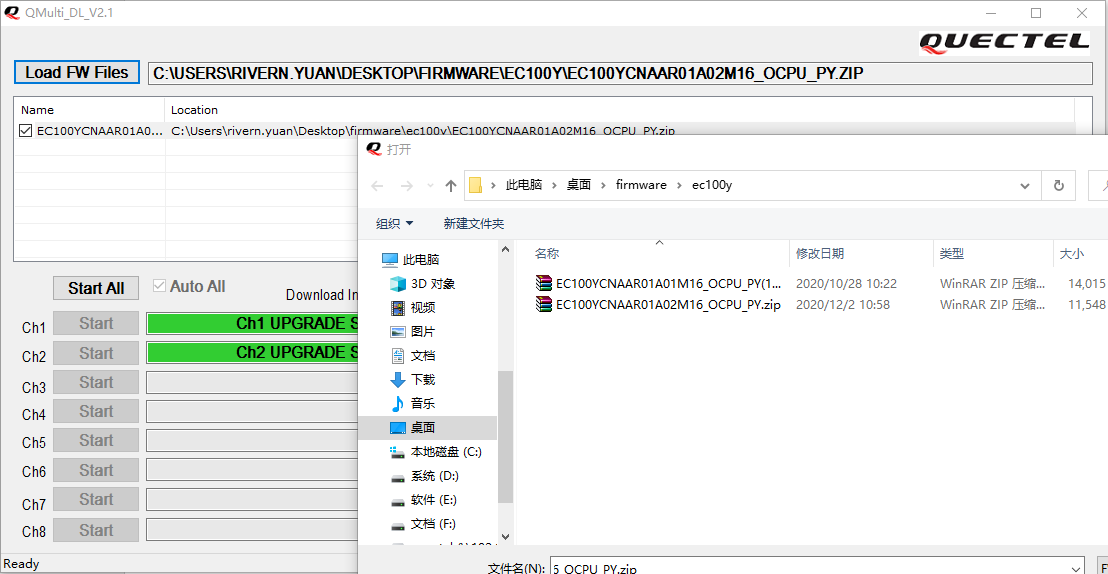 QMulti_DL_V2.1
QUECTEL
Load FW Files
C:\USERS\RIVERN.YUAN\DESKTOP\FIRMWARE\EC100Y\EC100YCNAAR01A02M16_OCPU_PY.ZIP
Name Location
EC100YCNAAR01A0... C:\Users\rivern.yuan\Desktop\firmware\ec100y\EC100YCNAAR01A02M16_OCPU_PY.zip
Start All
Auto All
Download In
Ch1 Start Ch1 UPGRADE S
Ch2 Start Ch2 UPGRADE S
Ch3 Start
Ch4 Start
Ch5 Start
Ch6 Start
Ch7 Start
Ch8 Start
Ready
打开
此电脑 › 桌面 › firmware › ec100y
组织 新建文件夹
此电脑
3D 对象
视频
图片
文档
下载
音乐
桌面
本地磁盘 (C:)
系统 (D:)
软件 (E:)
文档 (F:)
名称 修改日期 类型 大小
EC100YCNAAR01A01M16_OCPU_PY(1... 2020/10/28 10:22 WinRAR ZIP 压缩... 14,015
EC100YCNAAR01A02M16_OCPU_PY.zip 2020/12/2 10:58 WinRAR ZIP 压缩... 11,548
文件名(N): 6_OCPU_PY.zip